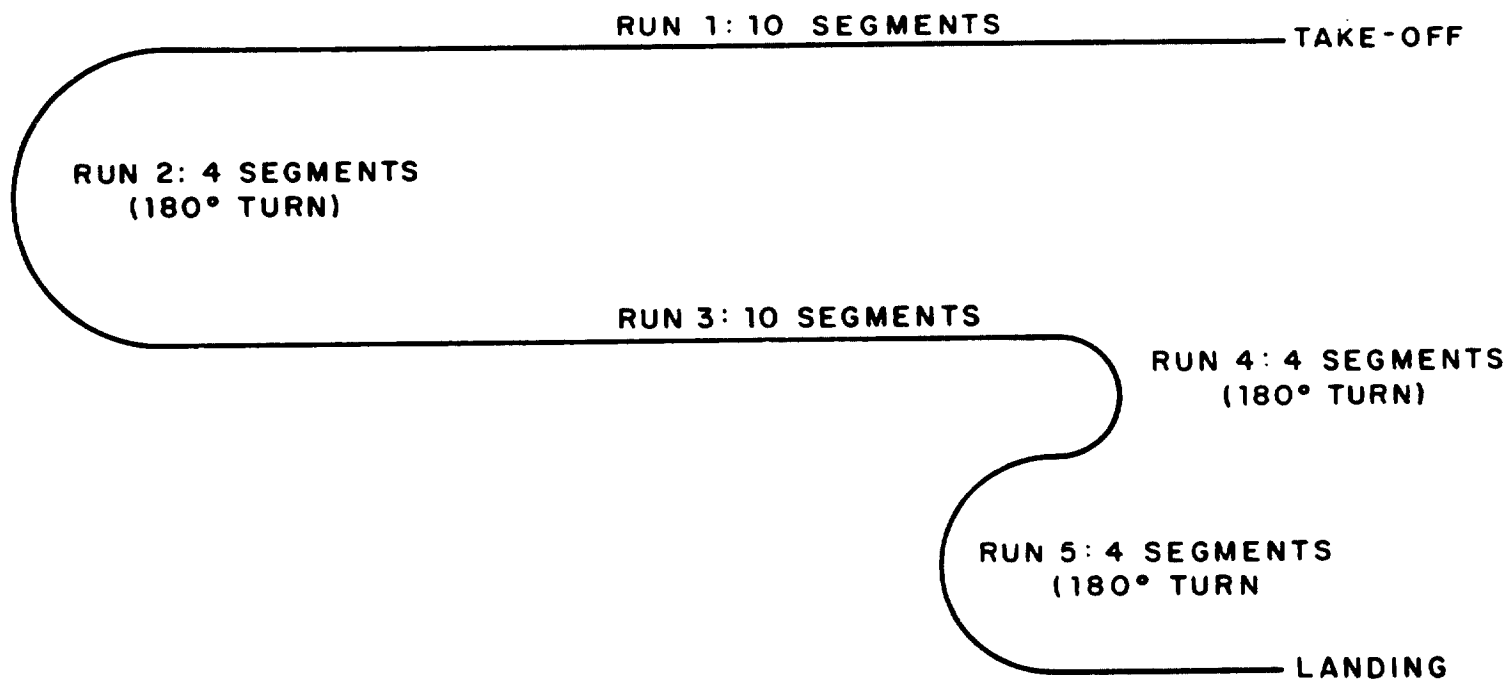 RUN 1: 10 SEGMENTS
TAKE-OFF
RUN 2: 4 SEGMENTS
(180° TURN)
RUN 3: 10 SEGMENTS
RUN 4: 4 SEGMENTS
(180° TURN)
RUN 5: 4 SEGMENTS
(180° TURN
LANDING